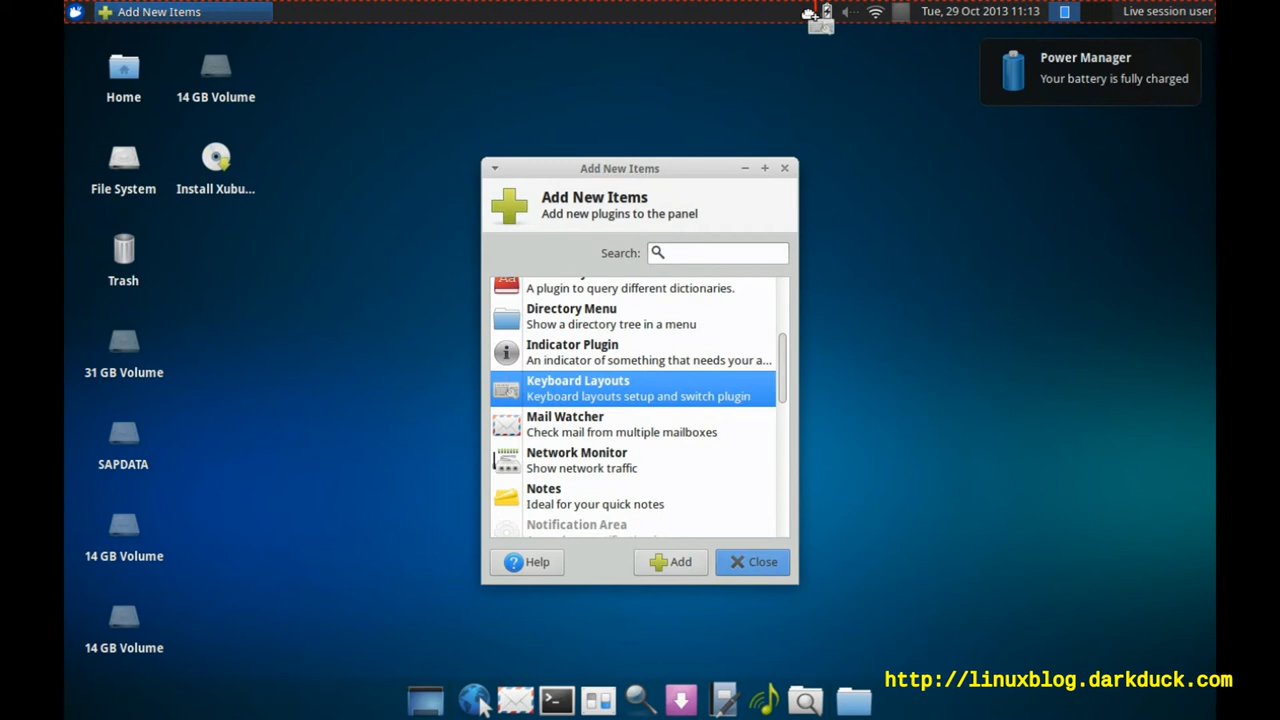 Add New Items
Tue, 29 Oct 2013 11:13
Live session user
Power Manager
Your battery is fully charged
Home
14 GB Volume
File System
Install Xubu...
Trash
31 GB Volume
SAPDATA
14 GB Volume
14 GB Volume
Add New Items
Add New Items
Add new plugins to the panel
Search:
A plugin to query different dictionaries.
Directory Menu
Show a directory tree in a menu
Indicator Plugin
An indicator of something that needs your a...
Keyboard Layouts
Keyboard layouts setup and switch plugin
Mail Watcher
Check mail from multiple mailboxes
Network Monitor
Show network traffic
Notes
Ideal for your quick notes
Notification Area
Help
Add
Close
http://linuxblog.darkduck.com